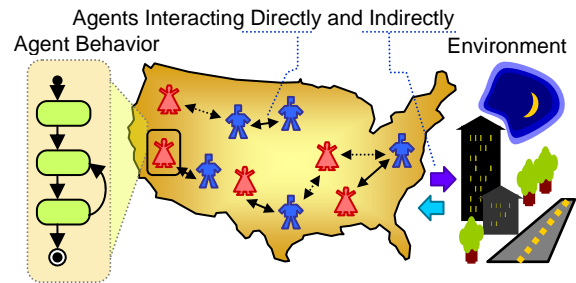 Agents Interacting Directly and Indirectly
Agent Behavior
Environment